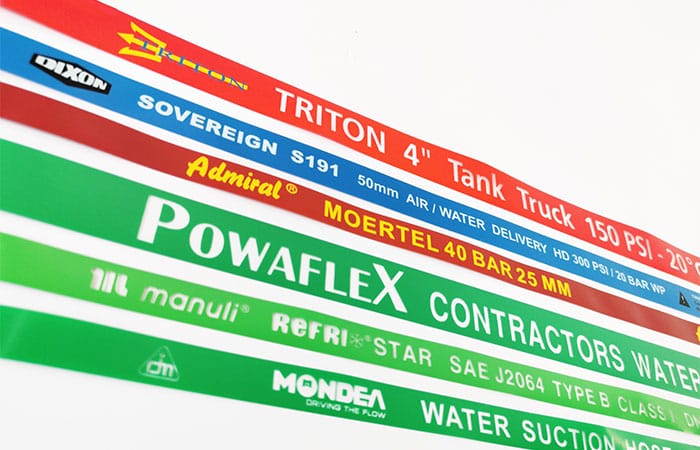 TRITON TRITON 4" Tank Truck 150 PSI - 20°
DIXON SOVEREIGN S191 50mm AIR / WATER DELIVERY HD 300 PSI / 20 BAR WP
Admiral® MOERTEL 40 BAR 25 MM
POWAFLEX CONTRACTORS WATER
manuli® REFRI STAR SAE J2064 TYPE B CLASS I
MONDEA DRIVING THE FLOW WATER SUCTION HOSE